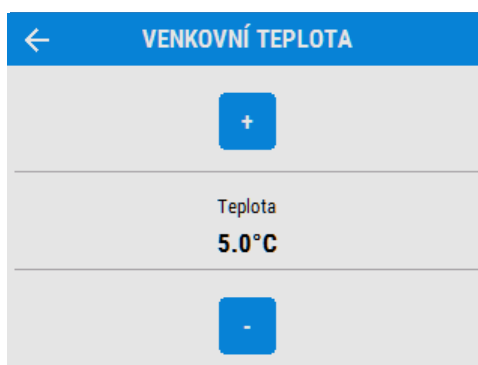 ← VENKOVNÍ TEPLOTA
+
Teplota
5.0°C
-